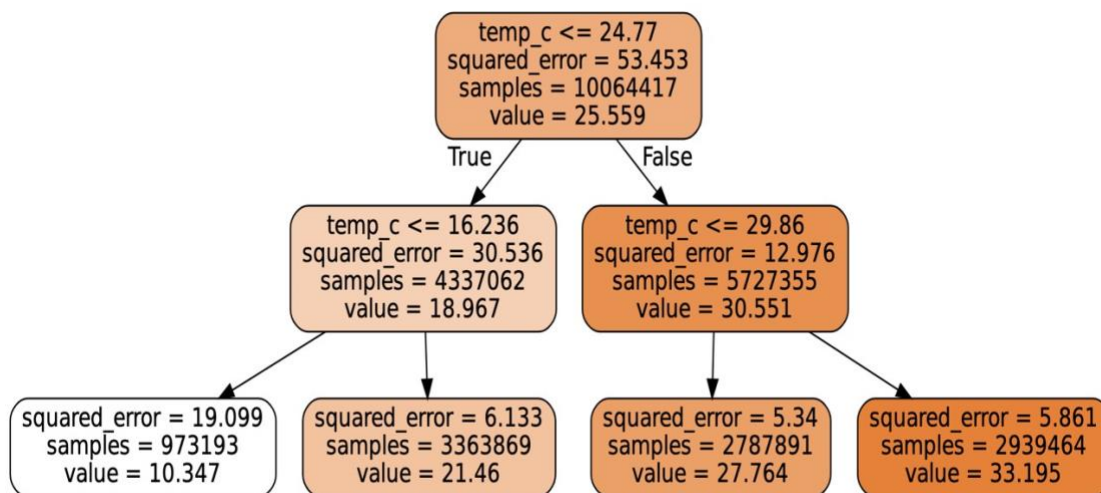 temp_c <= 24.77
squared_error = 53.453
samples = 10064417
value = 25.559
True
False
temp_c <= 16.236
squared_error = 30.536
samples = 4337062
value = 18.967
temp_c <= 29.86
squared_error = 12.976
samples = 5727355
value = 30.551
squared_error = 19.099
samples = 973193
value = 10.347
squared_error = 6.133
samples = 3363869
value = 21.46
squared_error = 5.34
samples = 2787891
value = 27.764
squared_error = 5.861
samples = 2939464
value = 33.195